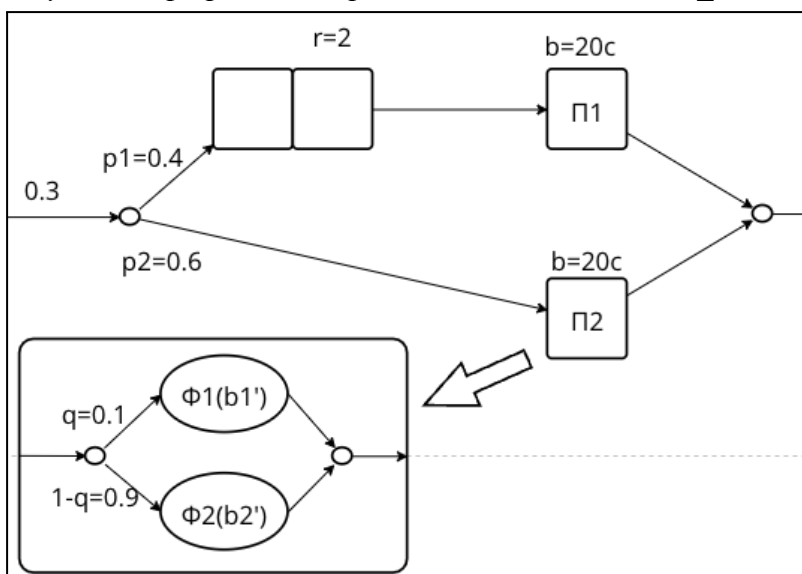 r=2
b=20c
П1
p1=0.4
0.3
p2=0.6
b=20c
П2
Ф1(b1')
q=0.1
1-q=0.9
Ф2(b2')